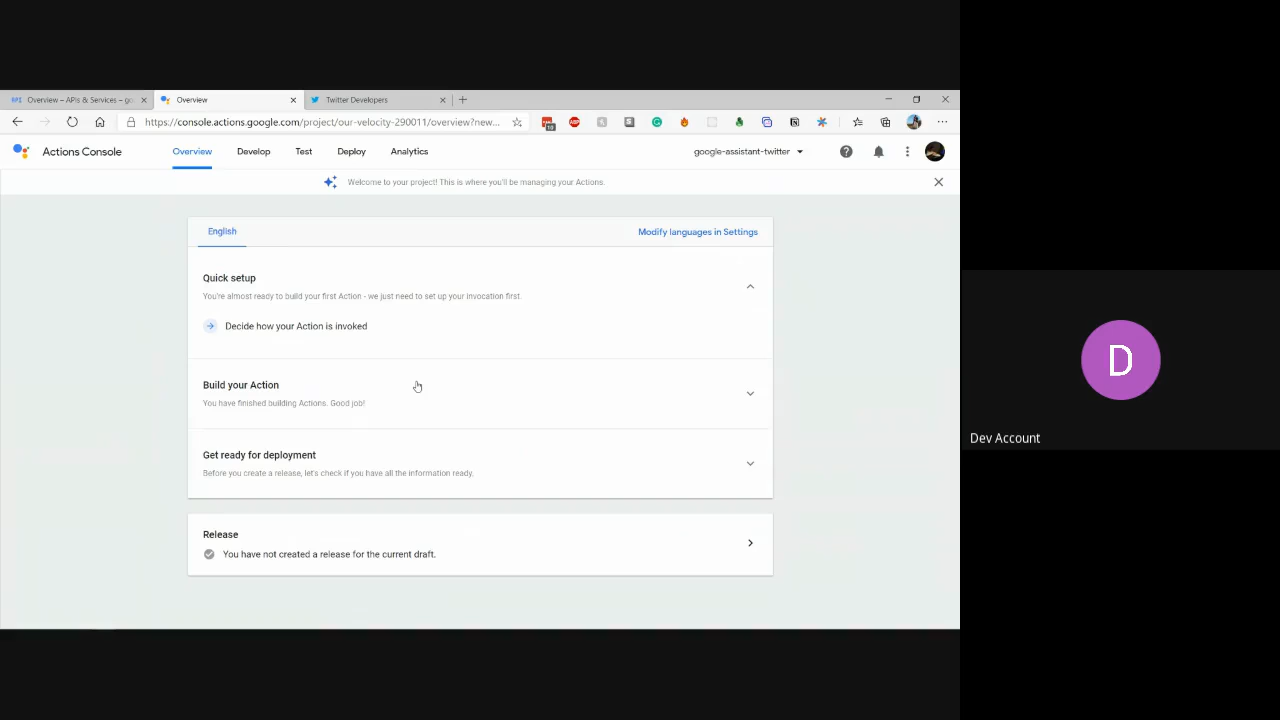 Overview – APIs & Services – go
Overview
Twitter Developers
https://console.actions.google.com/project/our-velocity-290011/overview?new...
Actions Console
Overview
Develop
Test
Deploy
Analytics
google-assistant-twitter
Welcome to your project! This is where you'll be managing your Actions.
English
Modify languages in Settings
Quick setup
You're almost ready to build your first Action - we just need to set up your invocation first.
Decide how your Action is invoked
Build your Action
You have finished building Actions. Good job!
Get ready for deployment
Before you create a release, let's check if you have all the information ready.
Release
You have not created a release for the current draft.
D
Dev Account